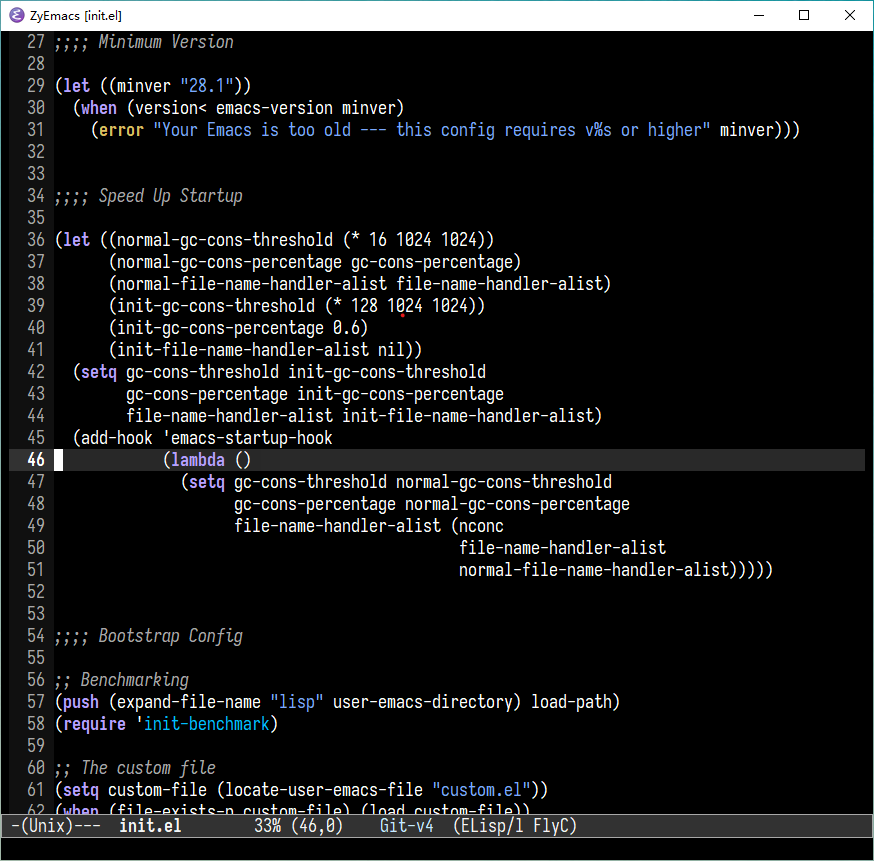 ZyEmacs [init.el]
27 ;;;; Minimum Version
28
29 (let ((minver "28.1"))
30   (when (version< emacs-version minver)
31     (error "Your Emacs is too old --- this config requires v%s or higher" minver)))
32
33
34 ;;;; Speed Up Startup
35
36 (let ((normal-gc-cons-threshold (* 16 1024 1024))
37       (normal-gc-cons-percentage gc-cons-percentage)
38       (normal-file-name-handler-alist file-name-handler-alist)
39       (init-gc-cons-threshold (* 128 1024 1024))
40       (init-gc-cons-percentage 0.6)
41       (init-file-name-handler-alist nil))
42   (setq gc-cons-threshold init-gc-cons-threshold
43         gc-cons-percentage init-gc-cons-percentage
44         file-name-handler-alist init-file-name-handler-alist)
45   (add-hook 'emacs-startup-hook
46             (lambda ()
47               (setq gc-cons-threshold normal-gc-cons-threshold
48                     gc-cons-percentage normal-gc-cons-percentage
49                     file-name-handler-alist (nconc
50                                              file-name-handler-alist
51                                              normal-file-name-handler-alist)))))
52
53
54 ;;;; Bootstrap Config
55
56 ;; Benchmarking
57 (push (expand-file-name "lisp" user-emacs-directory) load-path)
58 (require 'init-benchmark)
59
60 ;; The custom file
61 (setq custom-file (locate-user-emacs-file "custom.el"))
62 (when (file-exists-p custom-file) (load custom-file))
-(Unix)---  init.el        33% (46,0)    Git-v4  (ELisp/l FlyC)